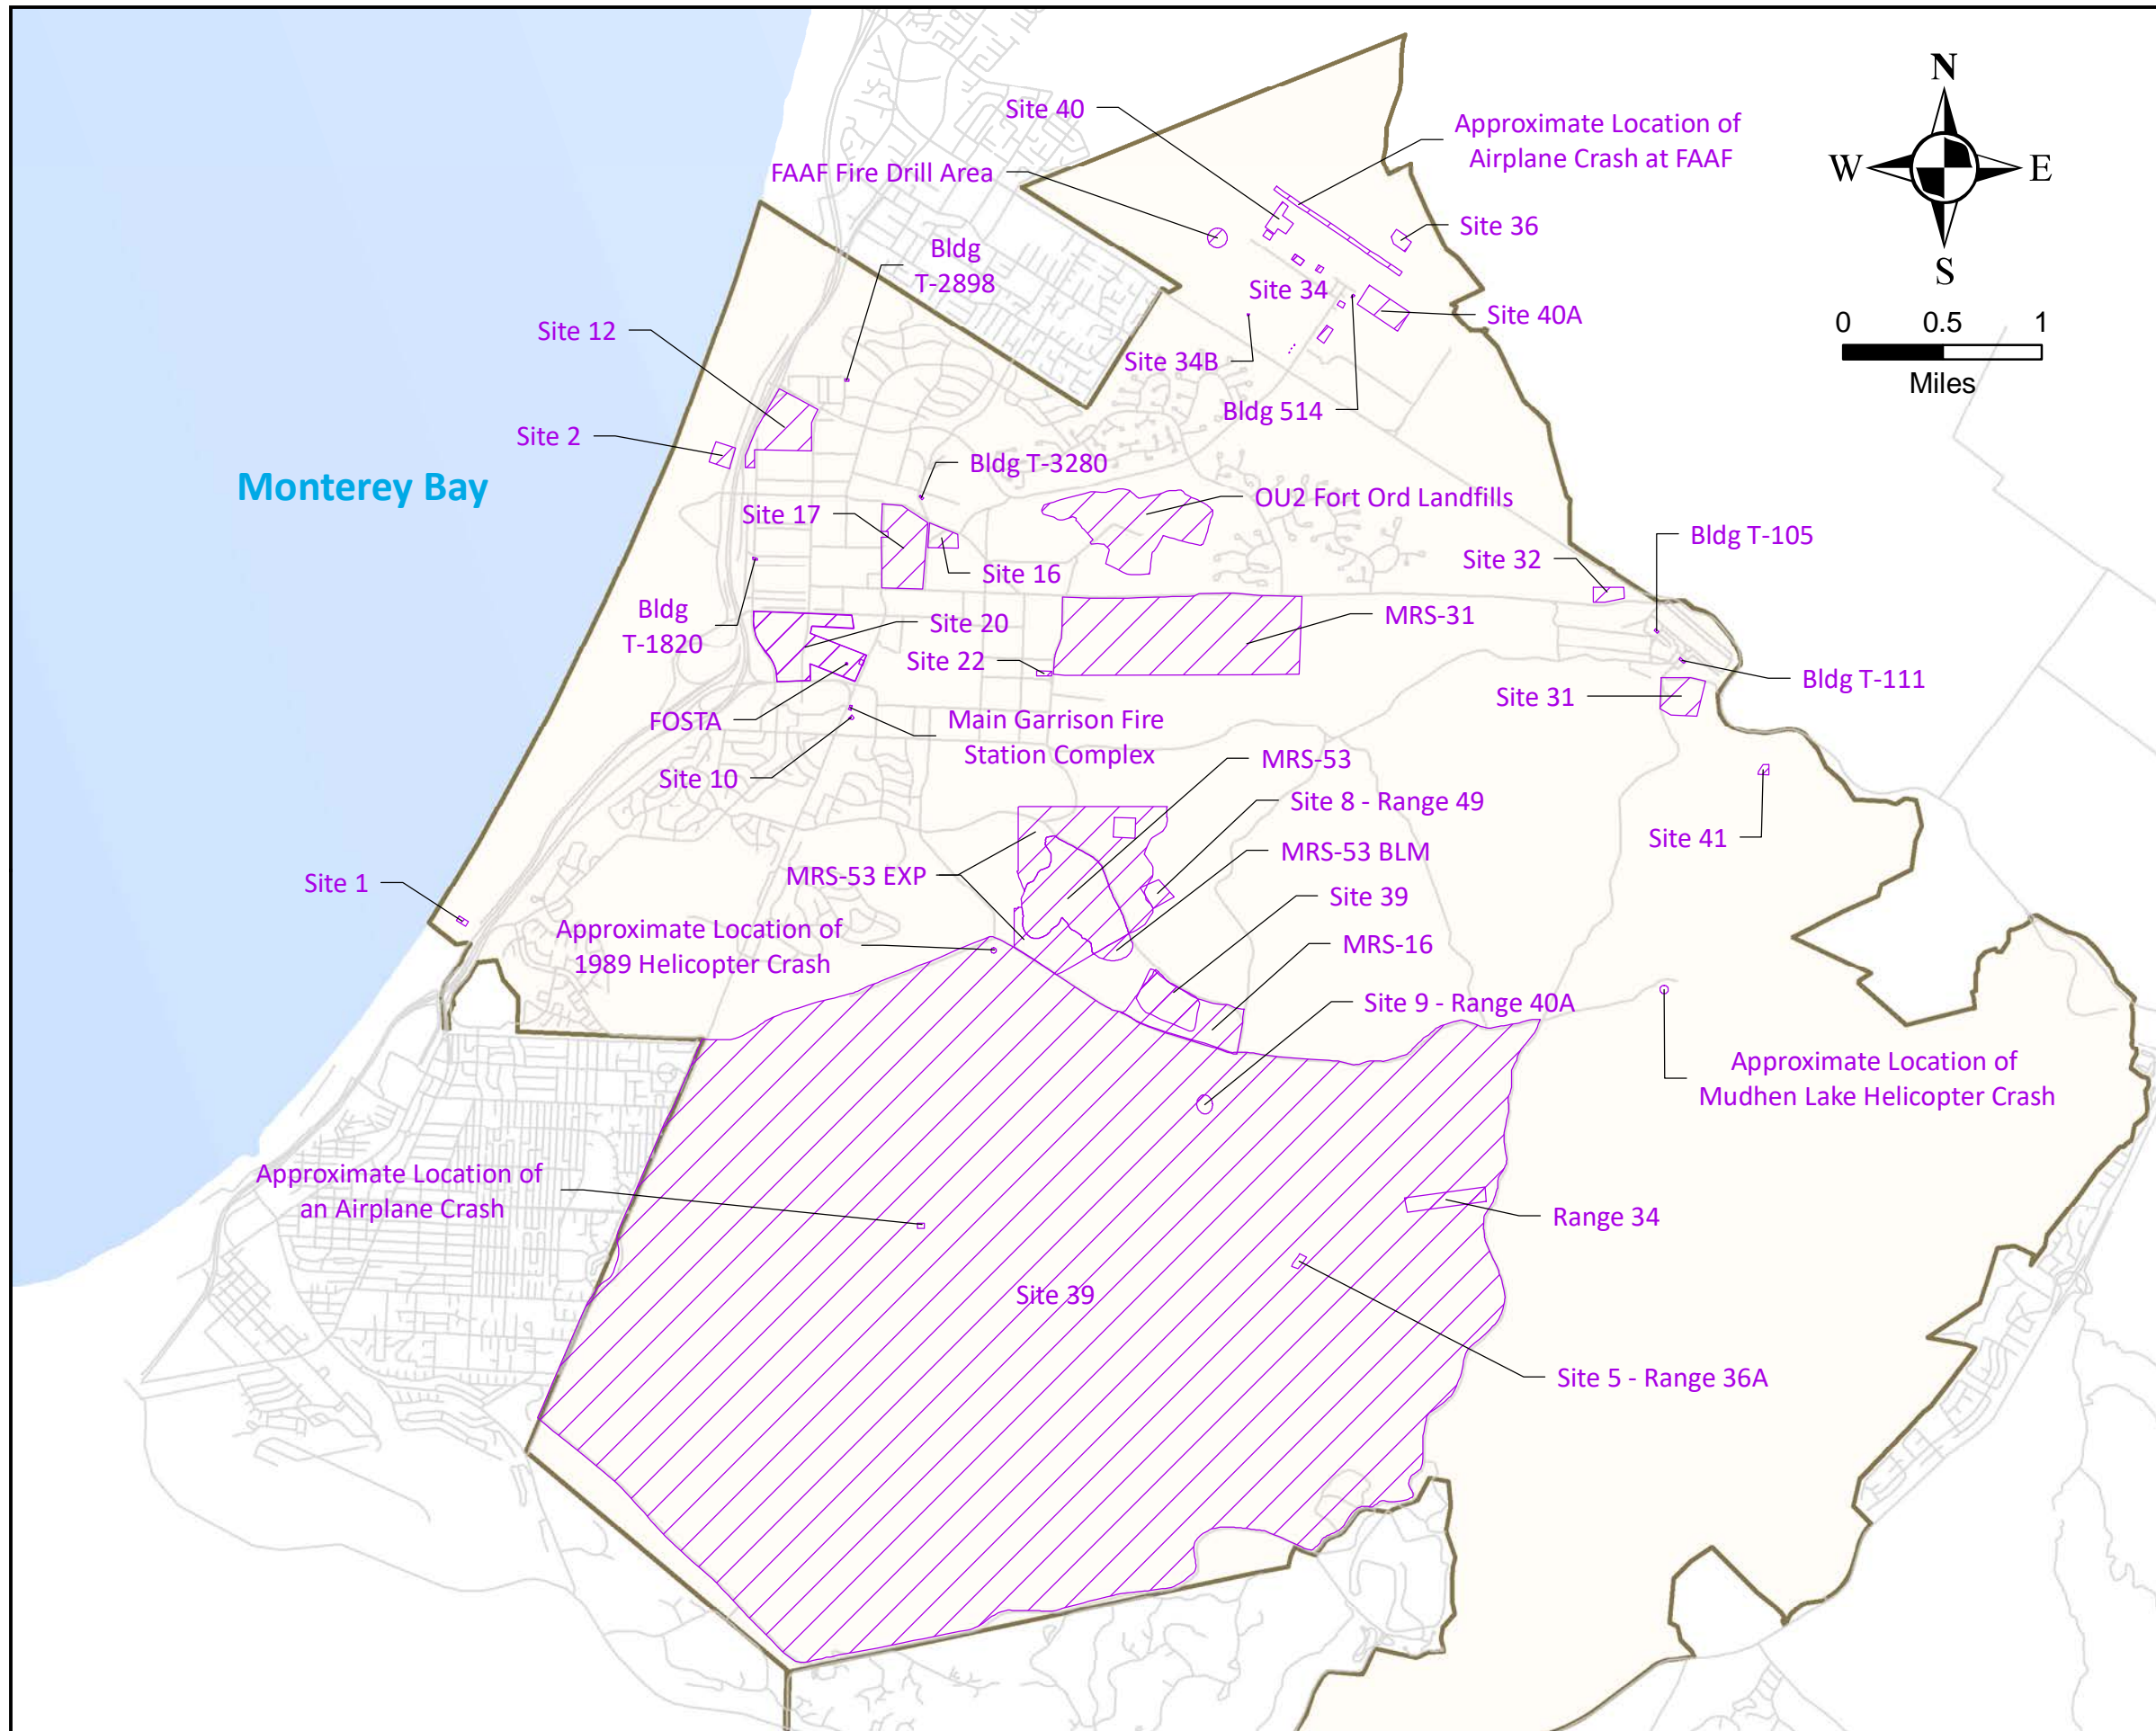 N
W
E
S
0 0.5 1
Miles
Site 40
Approximate Location of
Airplane Crash at FAAF
FAAF Fire Drill Area
Site 36
Bldg
T-2898
Site 34
Site 40A
Site 12
Site 34B
Bldg 514
Site 2
Monterey Bay
Bldg T-3280
OU2 Fort Ord Landfills
Site 17
Bldg T-105
Site 32
Site 16
Bldg
T-1820
Site 20
MRS-31
Site 22
Bldg T-111
Site 31
FOSTA
Main Garrison Fire
Station Complex
Site 10
MRS-53
Site 8 - Range 49
Site 41
MRS-53 BLM
MRS-53 EXP
Site 1
Site 39
Approximate Location of
1989 Helicopter Crash
MRS-16
Site 9 - Range 40A
Approximate Location of
Mudhen Lake Helicopter Crash
Approximate Location of
an Airplane Crash
Range 34
Site 39
Site 5 - Range 36A